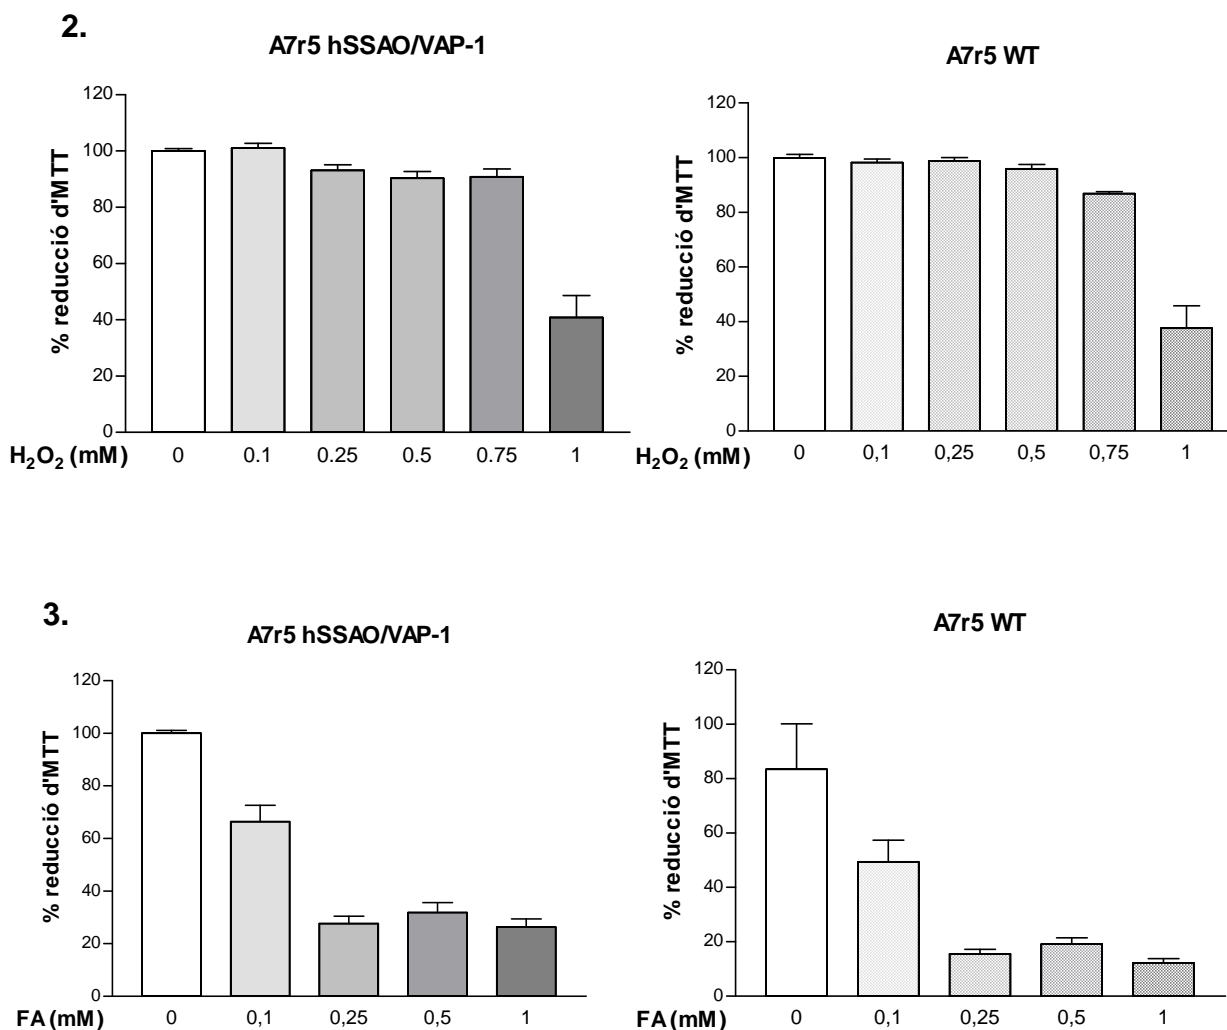 2.
A7r5 hSSAO/VAP-1
% reducció d'MTT
120
100
80
60
40
20
0
H₂O₂ (mM) 0 0.1 0.25 0.5 0.75 1
A7r5 WT
% reducció d'MTT
120
100
80
60
40
20
0
H₂O₂ (mM) 0 0,1 0,25 0,5 0,75 1
3.
A7r5 hSSAO/VAP-1
% reducció d'MTT
120
100
80
60
40
20
0
FA (mM) 0 0,1 0,25 0,5 1
A7r5 WT
% reducció d'MTT
120
100
80
60
40
20
0
FA (mM) 0 0,1 0,25 0,5 1